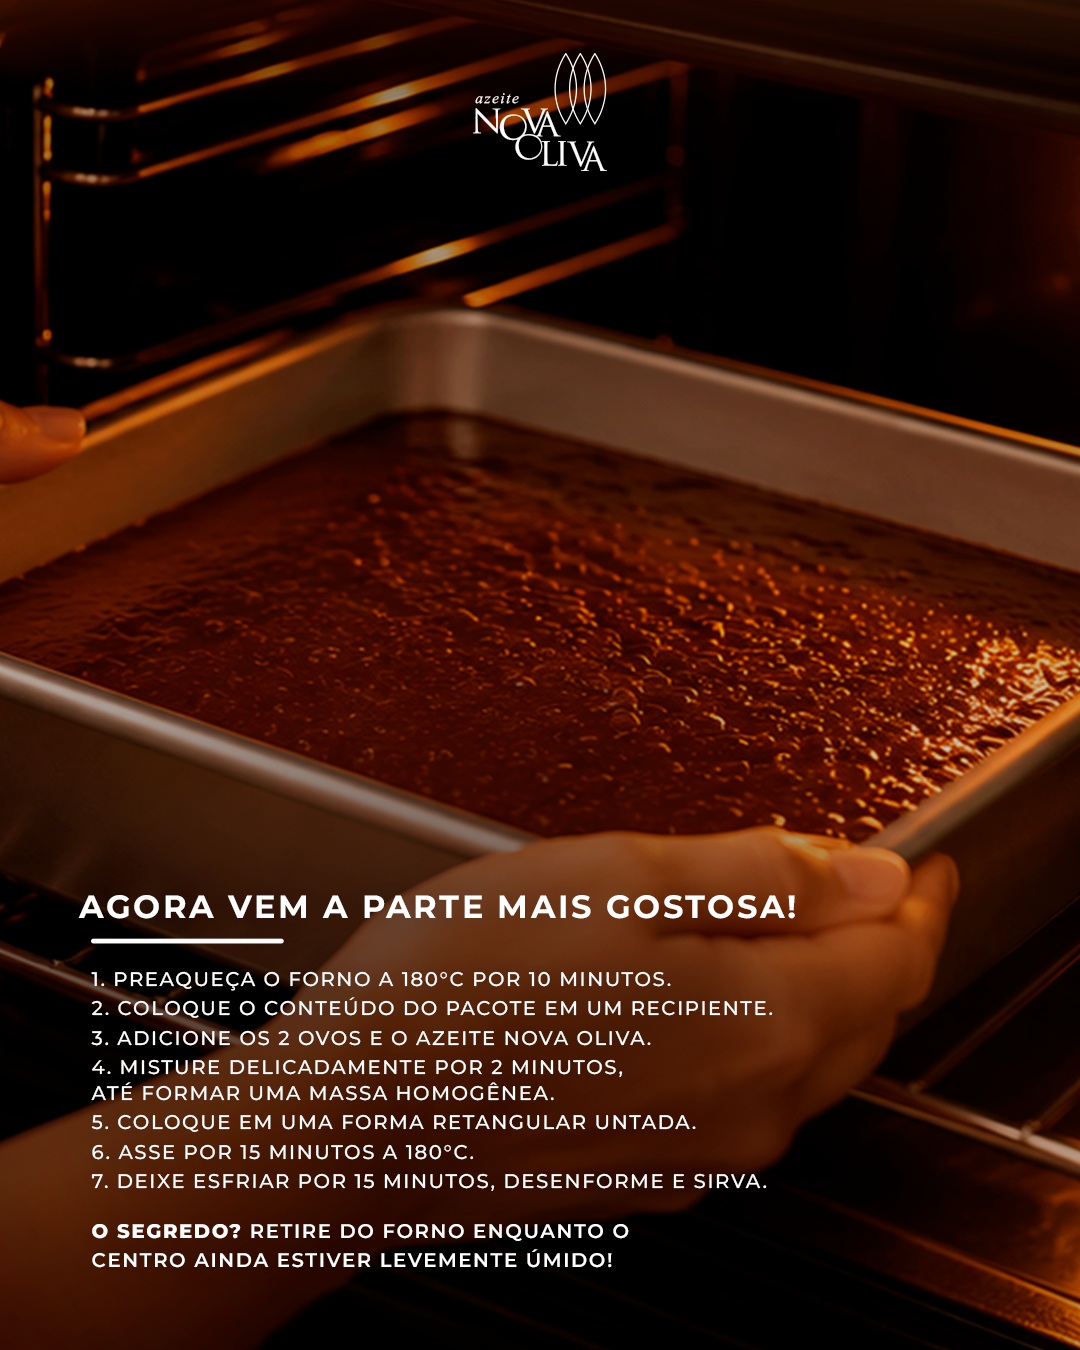 azeite
NOVA
OLIVA
AGORA VEM A PARTE MAIS GOSTOSA!
1. PREAQUEÇA O FORNO A 180°C POR 10 MINUTOS.
2. COLOQUE O CONTEÚDO DO PACOTE EM UM RECIPIENTE.
3. ADICIONE OS 2 OVOS E O AZEITE NOVA OLIVA.
4. MISTURE DELICADAMENTE POR 2 MINUTOS,
ATÉ FORMAR UMA MASSA HOMOGÊNEA.
5. COLOQUE EM UMA FORMA RETANGULAR UNTADA.
6. ASSE POR 15 MINUTOS A 180°C.
7. DEIXE ESFRIAR POR 15 MINUTOS, DESENFORME E SIRVA.
O SEGREDO? RETIRE DO FORNO ENQUANTO O
CENTRO AINDA ESTIVER LEVEMENTE ÚMIDO!